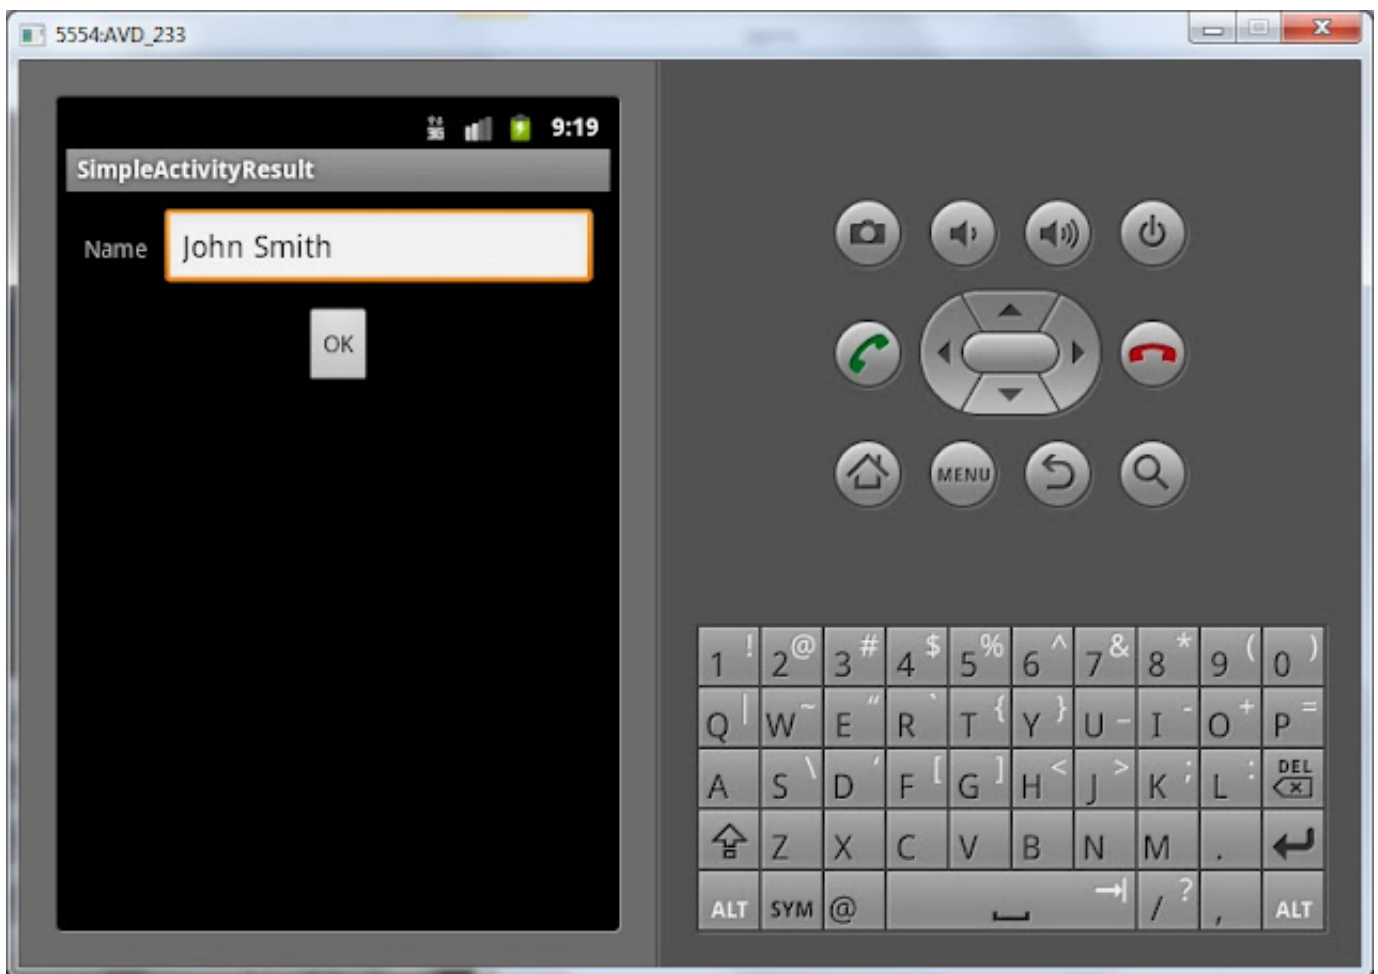 5554:AVD_233
3G 9:19
SimpleActivityResult
Name John Smith
OK
MENU
1 ! 2 @ 3 # 4 $ 5 % 6 ^ 7 & 8 * 9 ( 0 )
Q | W ~ E " R ` T { Y } U _ I - O + P =
A S \ D ' F [ G ] H < J > K ; L : DEL
Z X C V B N M .
ALT SYM @ / ? , ALT